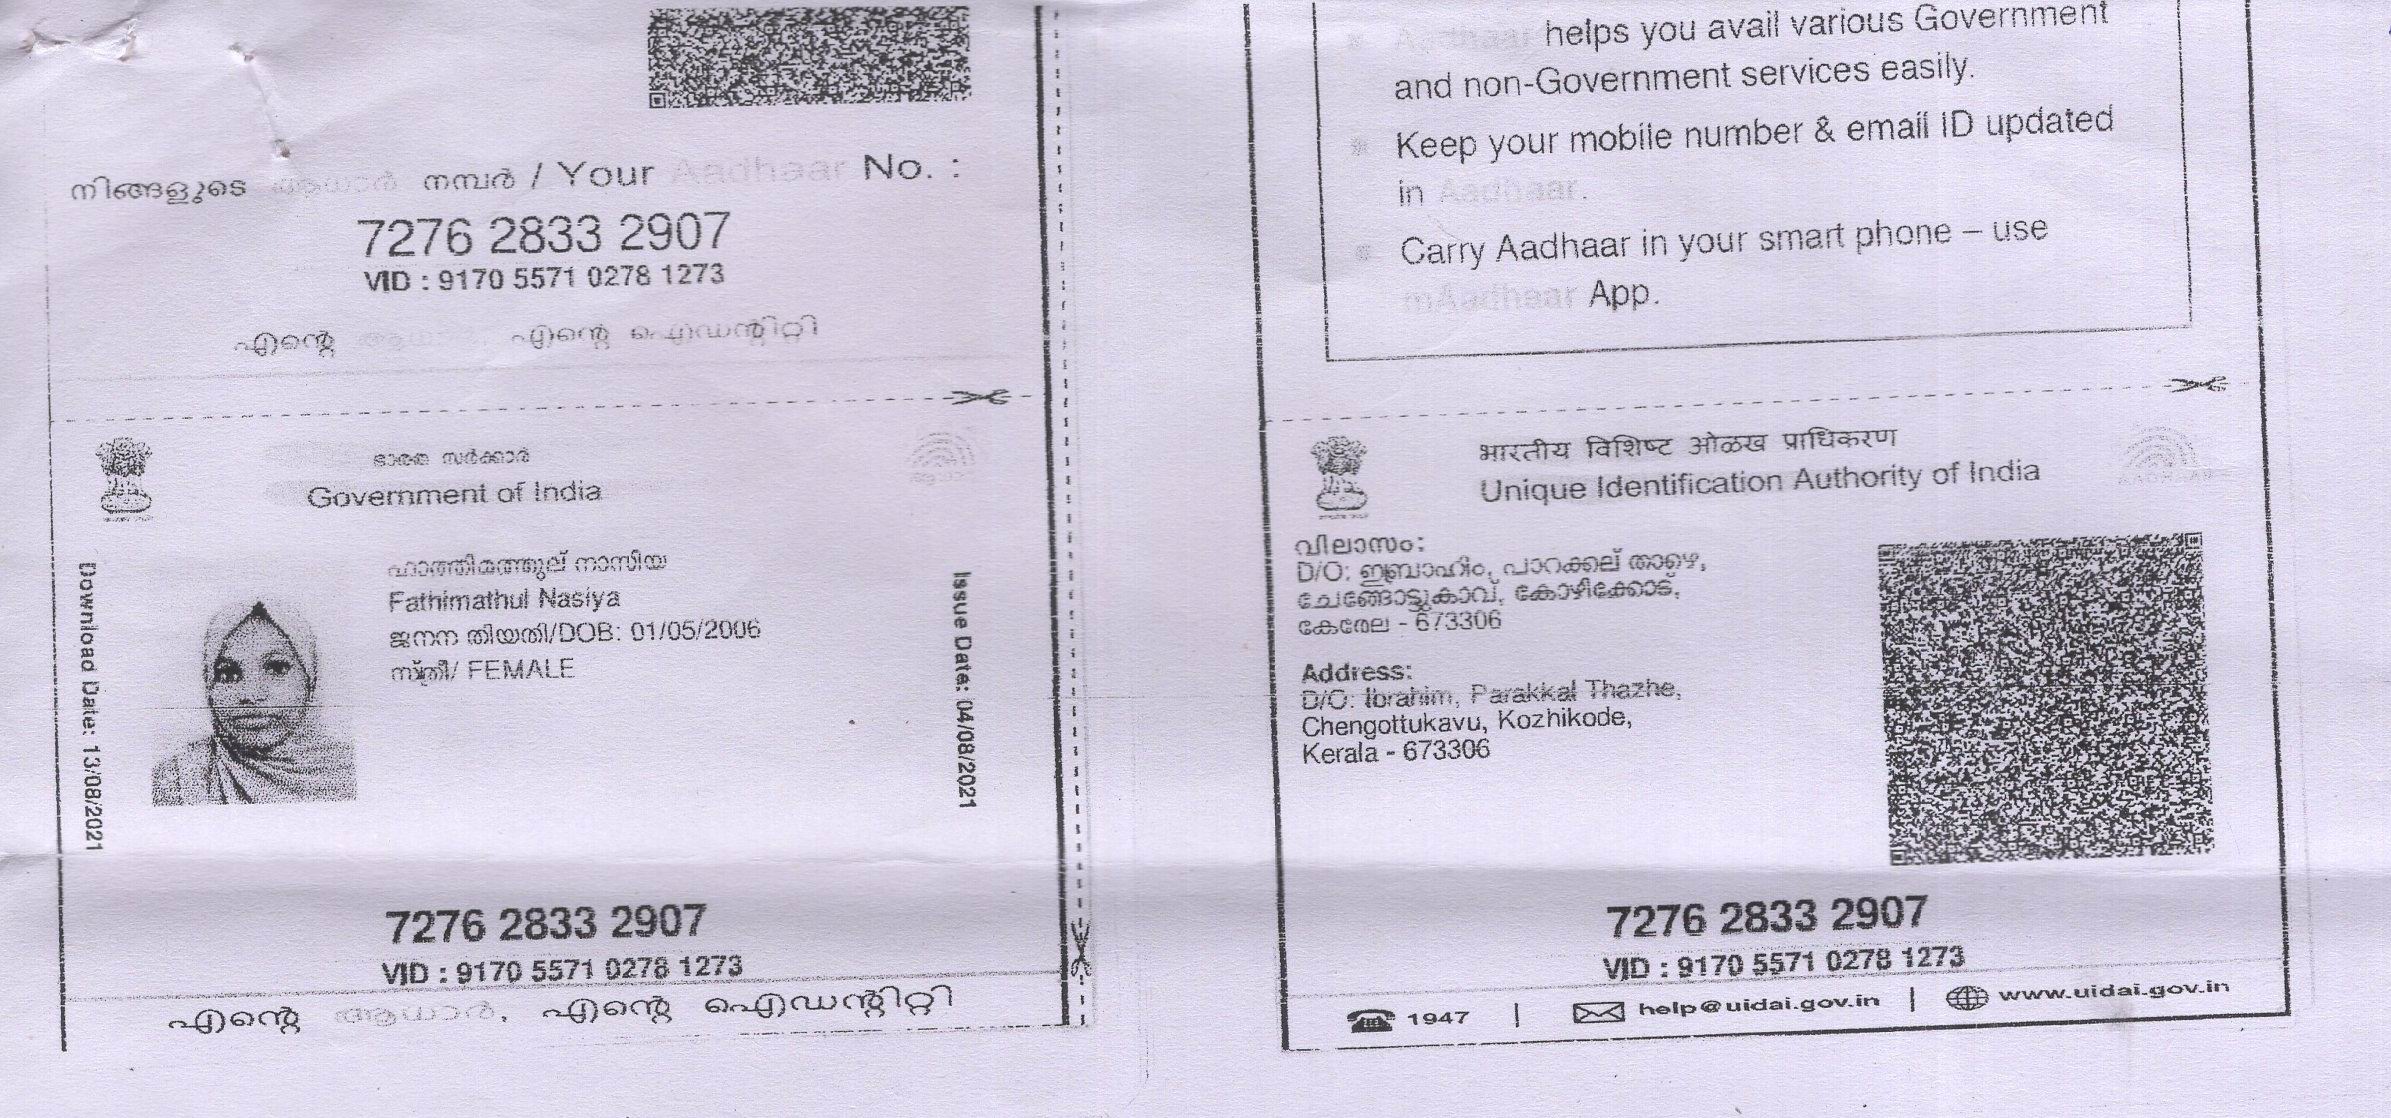 നിങ്ങളുടെ ആധാർ നമ്പർ / Your Aadhaar No. :
7276 2833 2907
VID : 9170 5571 0278 1273
എന്റെ ആധാർ, എന്റെ ഐഡന്റിറ്റി
ഭാരത സർക്കാർ
Government of India
Download Date: 13/08/2021
ഫാത്തിമത്തുല് നാസിയ
Fathimathul Nasiya
ജനന തിയതി/DOB: 01/05/2006
സ്ത്രീ/ FEMALE
Issue Date: 04/08/2021
7276 2833 2907
VID : 9170 5571 0278 1273
എന്റെ ആധാർ, എന്റെ ഐഡന്റിറ്റി
Aadhaar helps you avail various Government
and non-Government services easily.
Keep your mobile number & email ID updated
in Aadhaar.
Carry Aadhaar in your smart phone – use
mAadhaar App.
भारतीय विशिष्ट ओळख प्राधिकरण
Unique Identification Authority of India
AADHAAR
വിലാസം:
D/O: ഇബ്രാഹിം, പാറക്കല് താഴെ,
ചേങ്ങോട്ടുകാവ്, കോഴിക്കോട്,
കേരല - 673306
Address:
D/O: Ibrahim, Parakkal Thazhe,
Chengottukavu, Kozhikode,
Kerala - 673306
7276 2833 2907
VID : 9170 5571 0278 1273
1947 | help@uidai.gov.in | www.uidai.gov.in